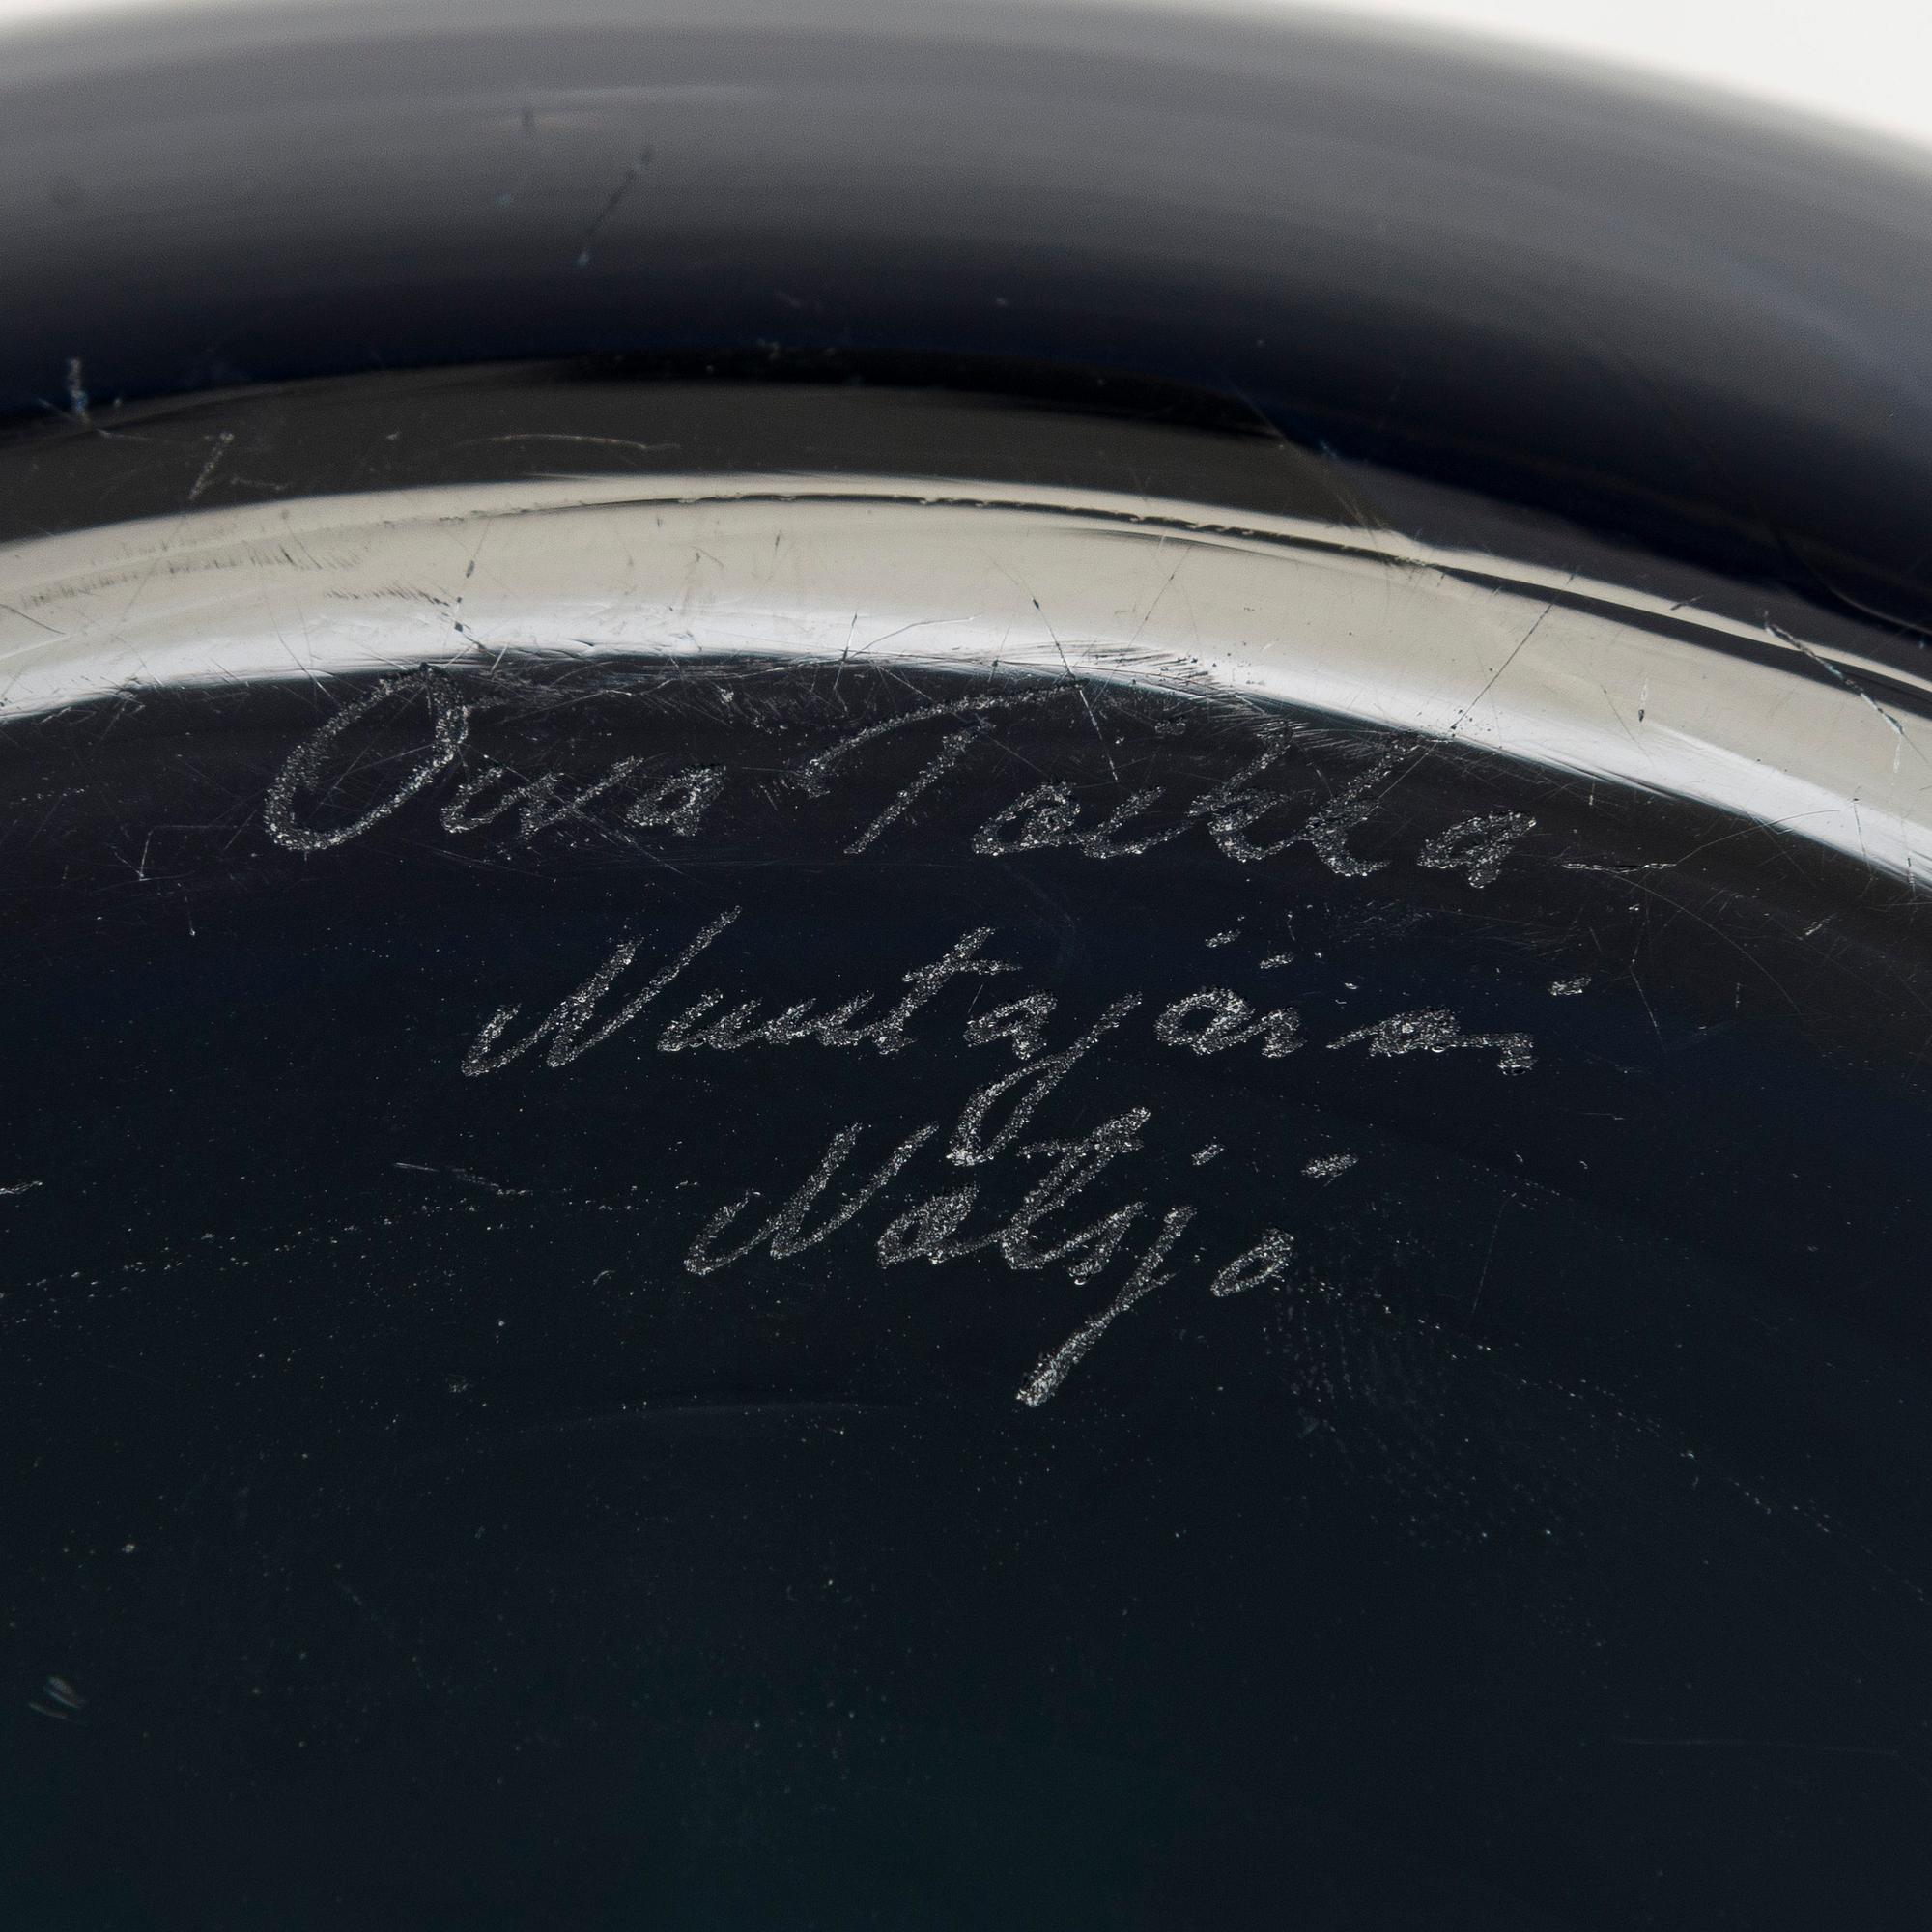 Oiva Toikka
Nuutajärvi
Notsjö